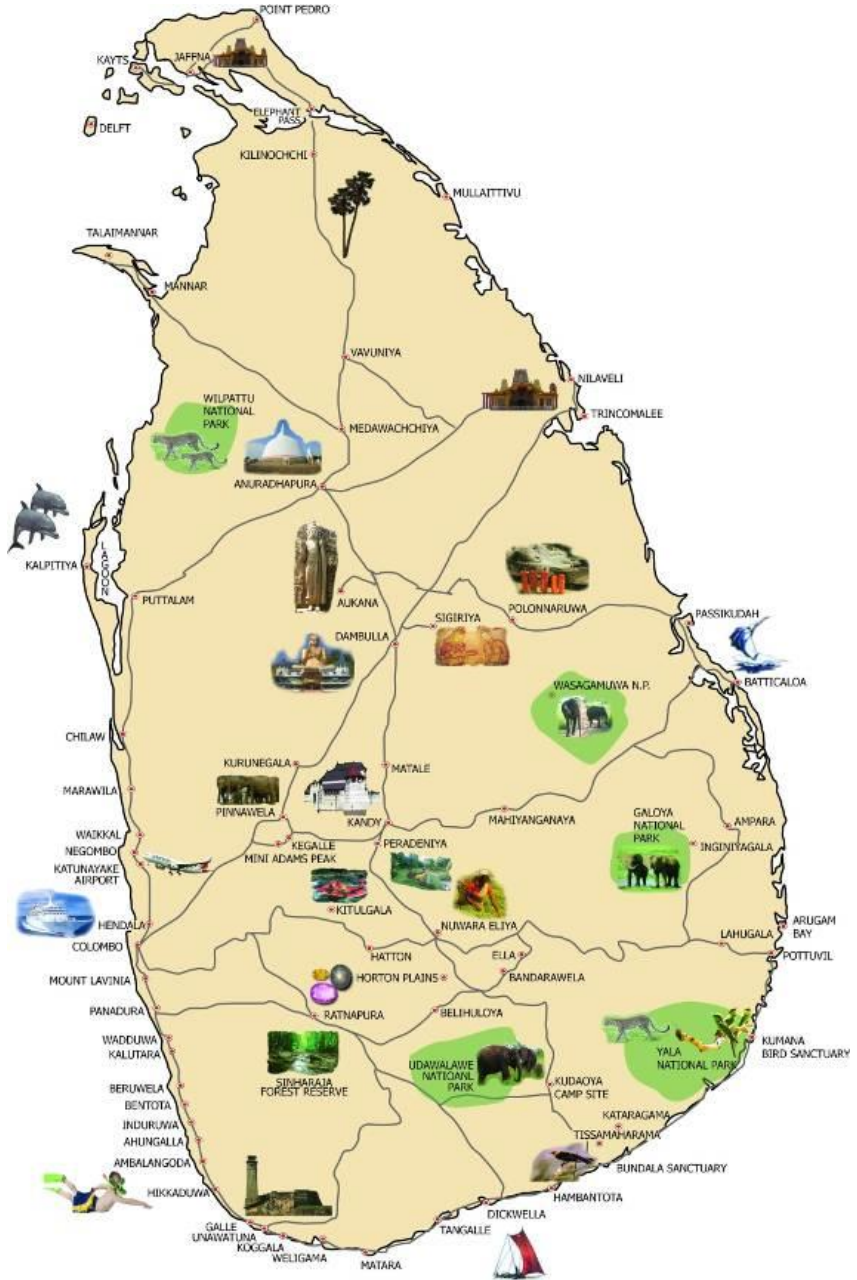 POINT PEDRO
JAFFNA
KAYTS
ELEPHANT
PASS
DELFT
KILINOCHCHI
MULLAITTIVU
TALAIMANNAR
MANNAR
VAVUNIYA
NILAVELI
WILPATTU
NATIONAL
PARK
TRINCOMALEE
MEDAWACHCHIYA
ANURADHAPURA
KALPITIYA
LAGOON
PUTTALAM
AUKANA
POLONNARUWA
SIGIRIYA
PASSIKUDAH
DAMBULLA
BATTICALOA
WASAGAMUWA N.P.
CHILAW
KURUNEGALA
MATALE
MARAWILA
PINNAWELA
MAHIYANGANAYA
GALOYA
NATIONAL
PARK
AMPARA
WAIKKAL
KANDY
NEGOMBO
KEGALLE
PERADENIYA
INGINIYAGALA
MINI ADAMS PEAK
KATUNAYAKE
AIRPORT
KITULGALA
HENDALA
NUWARA ELIYA
ARUGAM
BAY
COLOMBO
HATTON
ELLA
LAHUGALA
POTTUVIL
MOUNT LAVINIA
HORTON PLAINS
BANDARAWELA
PANADURA
RATNAPURA
BELIHULOYA
WADDUWA
KALUTARA
KUMANA
BIRD SANCTUARY
YALA
NATIONAL PARK
UDAWALAWE
NATIOANL
PARK
SINHARAJA
FOREST RESERVE
BERUWELA
KUDAOYA
CAMP SITE
BENTOTA
INDURUWA
KATARAGAMA
AHUNGALLA
TISSAMAHARAMA
AMBALANGODA
BUNDALA SANCTUARY
HIKKADUWA
HAMBANTOTA
DICKWELLA
GALLE
UNAWATUNA
TANGALLE
KOGGALA
WELIGAMA
MATARA